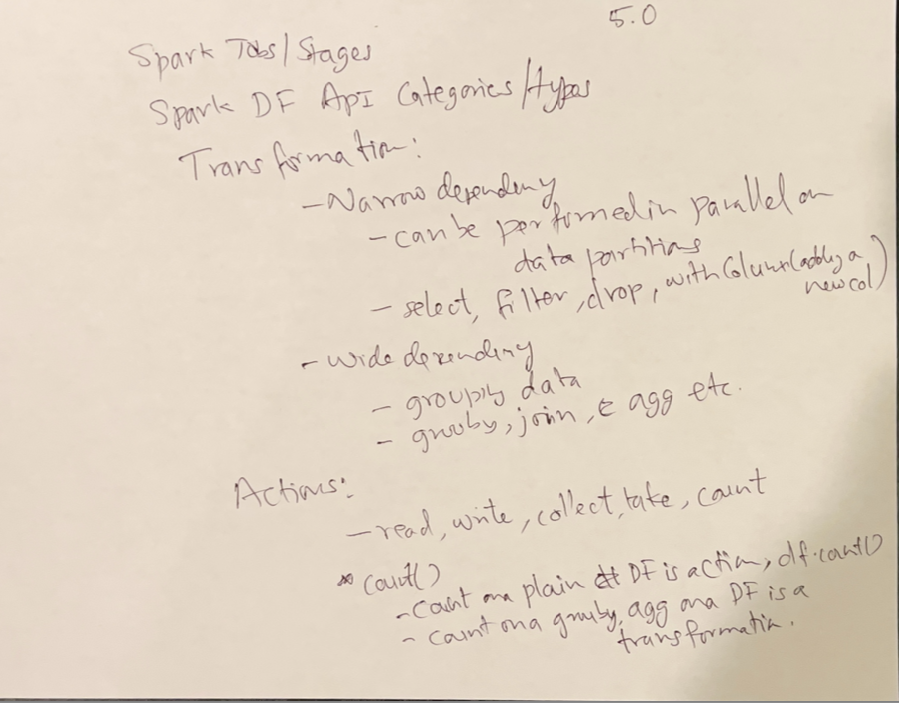 5.0
Spark Jobs/Stages
Spark DF ApI Categories/Types
Transformation:
- Narrow dependeny
- can be performed in parallel on
data partitions
- select, filter, drop, withColumn(adding a
new col)
- wide dependeny
- grouping data
- groupby, join, agg etc.
Actions:
- read, write, collect, take, count
* count()
- Count on a plain DF is action, df.count()
- count on a groupby, agg on a DF is a
transformation.